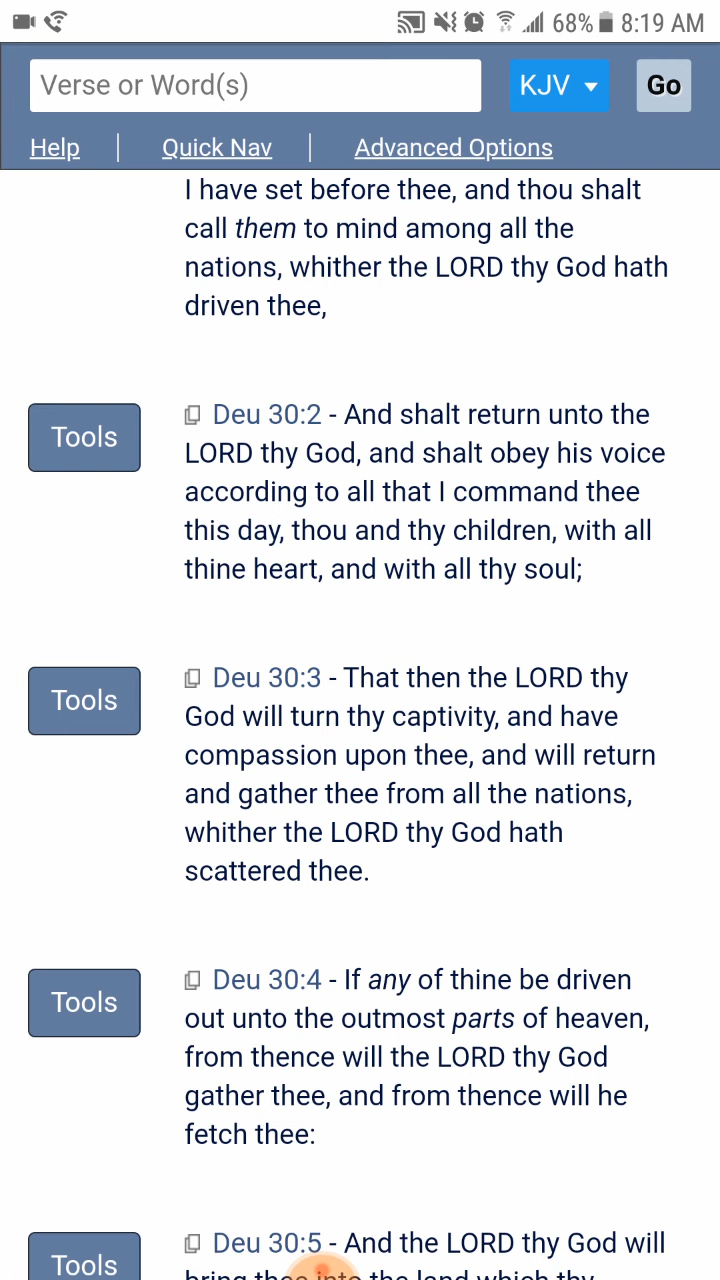 68% 8:19 AM
Verse or Word(s) KJV Go
Help Quick Nav Advanced Options
I have set before thee, and thou shalt
call them to mind among all the
nations, whither the LORD thy God hath
driven thee,
Tools Deu 30:2 - And shalt return unto the
LORD thy God, and shalt obey his voice
according to all that I command thee
this day, thou and thy children, with all
thine heart, and with all thy soul;
Tools Deu 30:3 - That then the LORD thy
God will turn thy captivity, and have
compassion upon thee, and will return
and gather thee from all the nations,
whither the LORD thy God hath
scattered thee.
Tools Deu 30:4 - If any of thine be driven
out unto the outmost parts of heaven,
from thence will the LORD thy God
gather thee, and from thence will he
fetch thee:
Tools Deu 30:5 - And the LORD thy God will
bring thee into the land which thy